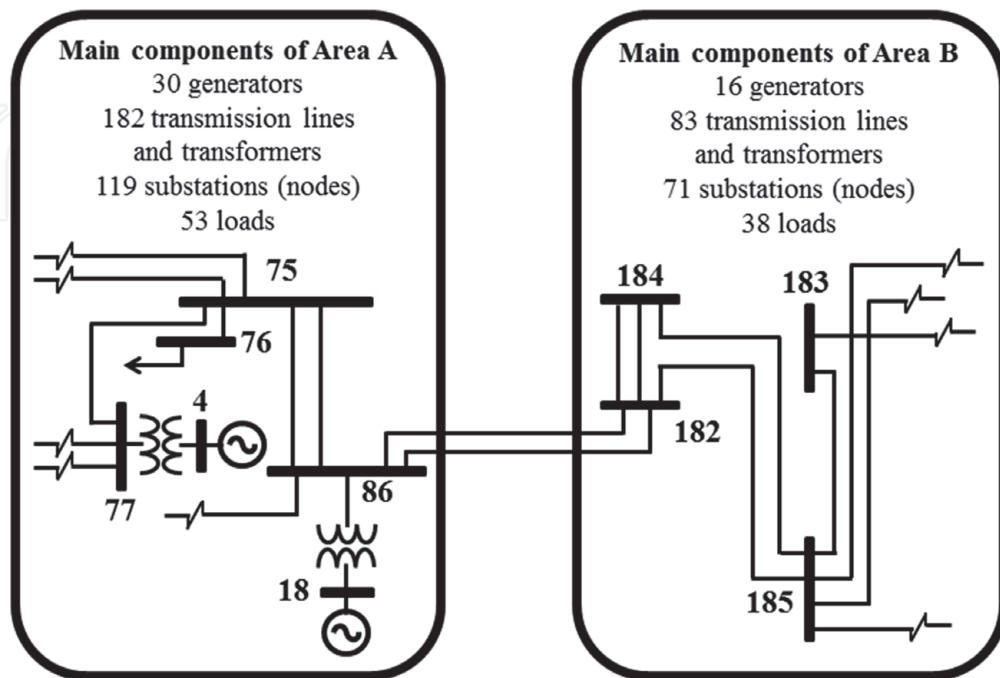 Main components of Area A
30 generators
182 transmission lines
and transformers
119 substations (nodes)
53 loads
75
76
4
77
86
18
Main components of Area B
16 generators
83 transmission lines
and transformers
71 substations (nodes)
38 loads
184
183
182
185